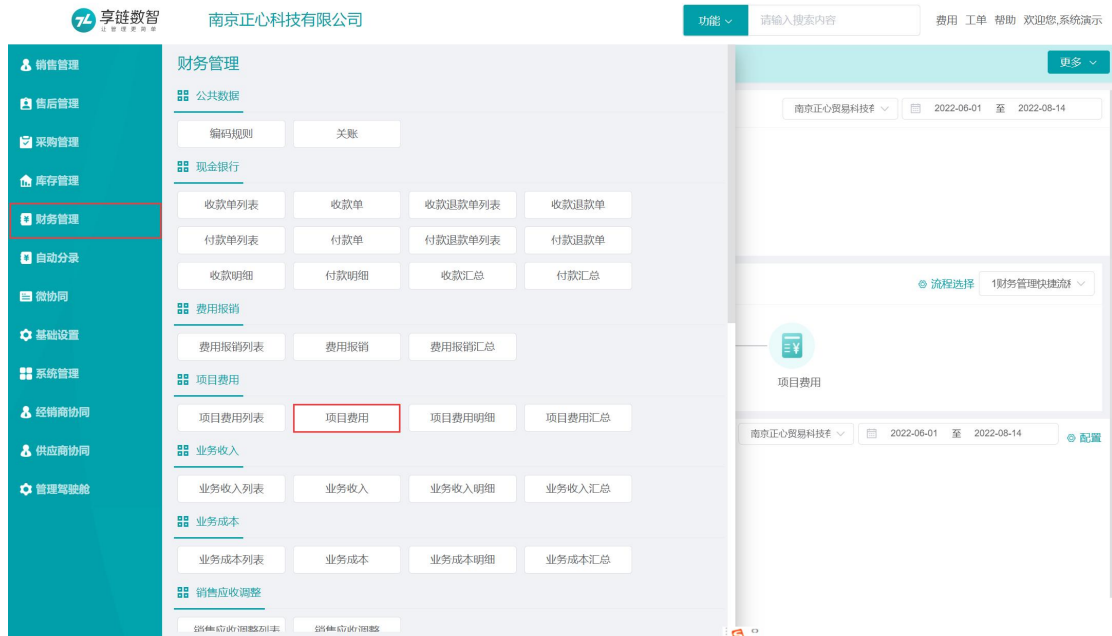 享链数智
让管理更简单
南京正心科技有限公司
功能
请输入搜索内容
费用 工单 帮助 欢迎您,系统演示
销售管理
售后管理
采购管理
库存管理
财务管理
自动分录
微协同
基础设置
系统管理
经销商协同
供应商协同
管理驾驶舱
财务管理
公共数据
编码规则 关账
现金银行
收款单列表 收款单 收款退款单列表 收款退款单
付款单列表 付款单 付款退款单列表 付款退款单
收款明细 付款明细 收款汇总 付款汇总
费用报销
费用报销列表 费用报销 费用报销汇总
项目费用
项目费用列表 项目费用 项目费用明细 项目费用汇总
业务收入
业务收入列表 业务收入 业务收入明细 业务收入汇总
业务成本
业务成本列表 业务成本 业务成本明细 业务成本汇总
销售应收调整
销售应收调整列表 销售应收调整
更多
南京正心贸易科技 2022-06-01 至 2022-08-14
流程选择 1财务管理快捷流
项目费用
南京正心贸易科技 2022-06-01 至 2022-08-14 配置